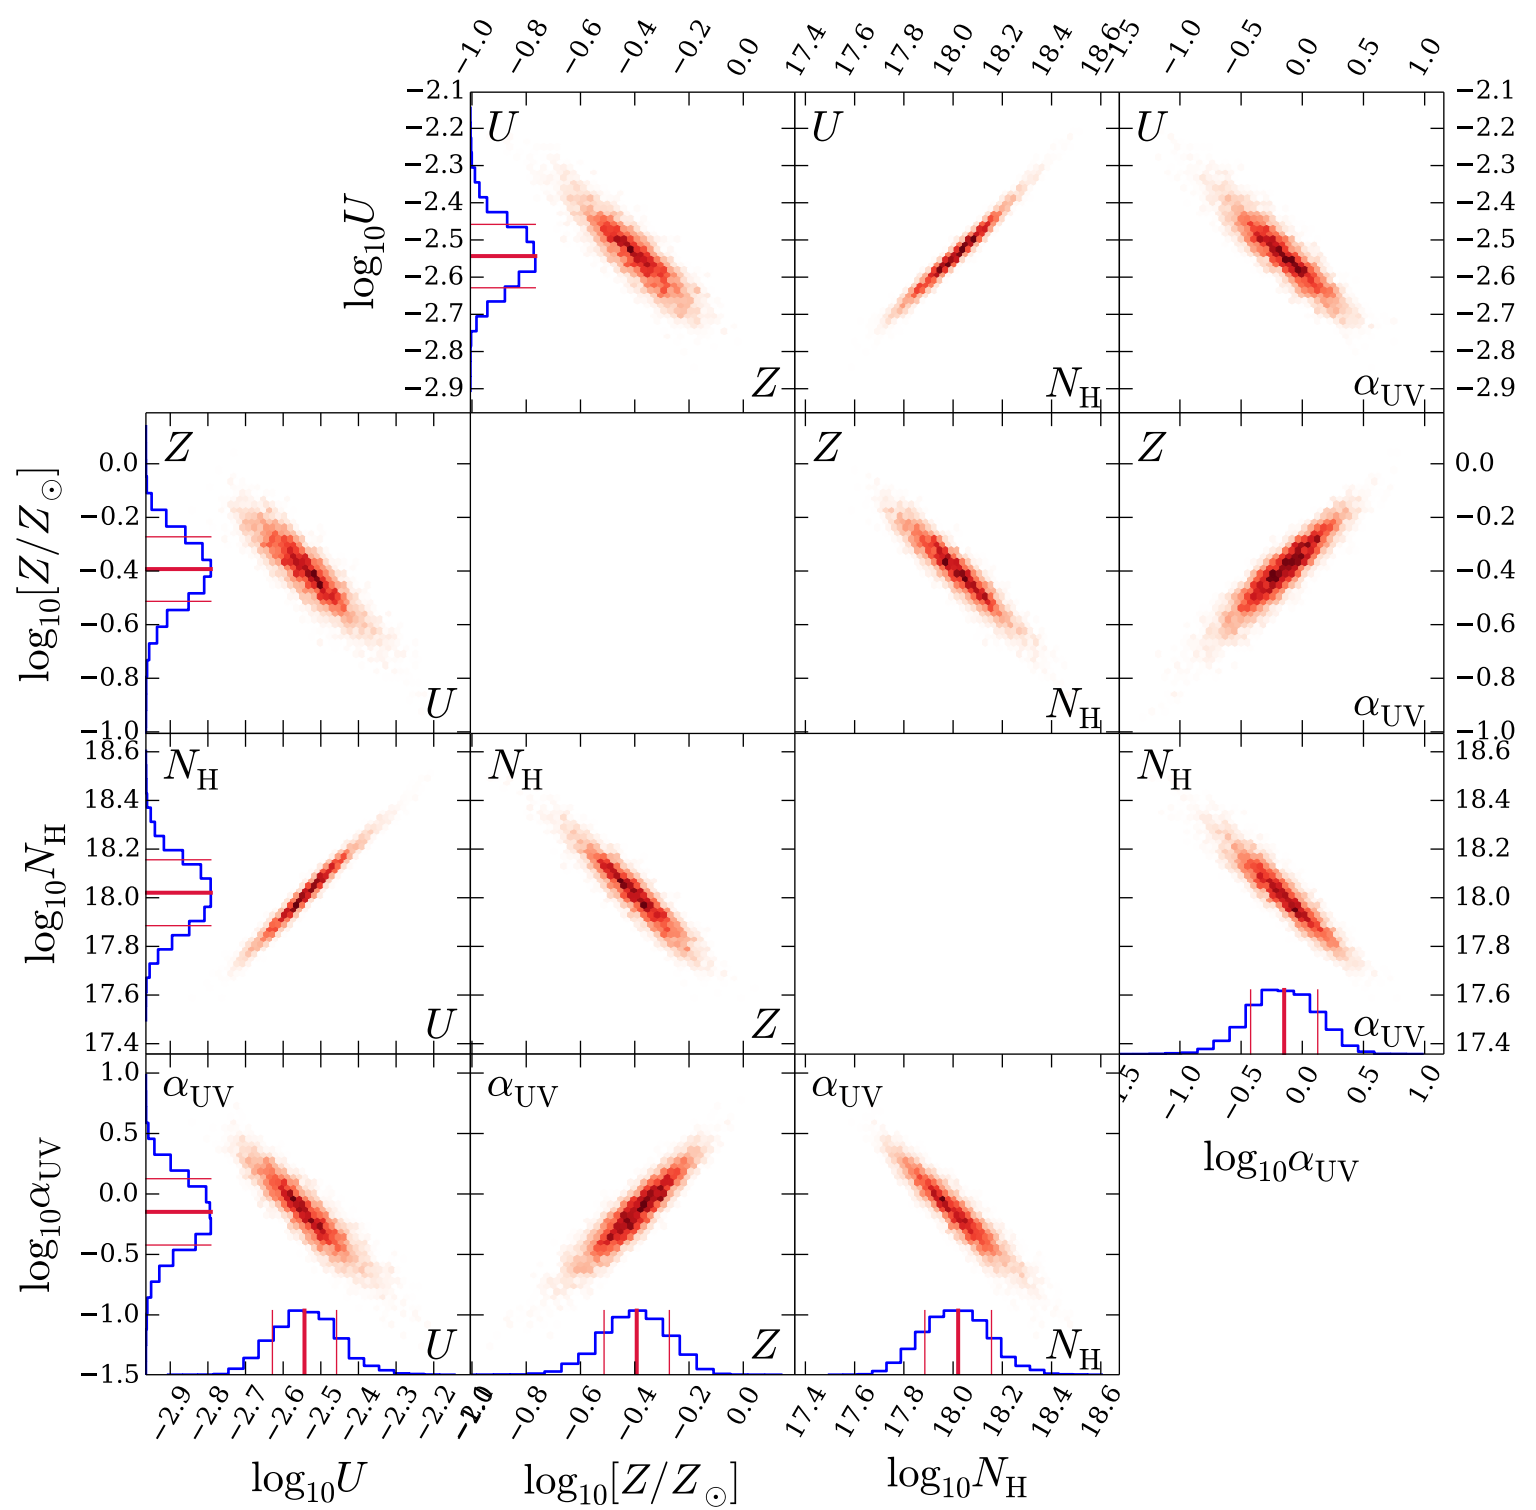 −1.0 −0.8 −0.6 −0.4 −0.2 0.0 17.4 17.6 17.8 18.0 18.2 18.4 18.6 −1.5 −1.0 −0.5 0.0 0.5 1.0
−2.1 −2.1
U U U
−2.2 −2.2
−2.3 −2.3
−2.4 −2.4
log₁₀U
−2.5 −2.5
−2.6 −2.6
−2.7 −2.7
−2.8 −2.8
−2.9 −2.9
Z N_H α_UV
Z Z Z
0.0 0.0
−0.2 −0.2
log₁₀[Z/Z⊙]
−0.4 −0.4
−0.6 −0.6
−0.8 −0.8
U N_H α_UV
−1.0 −1.0
18.6 18.6
N_H N_H N_H
18.4 18.4
18.2 18.2
log₁₀N_H
18.0 18.0
17.8 17.8
17.6 17.6
U Z α_UV
17.4 17.4
1.0
α_UV α_UV α_UV
.5 −1.0 −0.5 0.0 0.5 1.0
log₁₀α_UV
0.5
0.0
log₁₀α_UV
−0.5
−1.0
U Z N_H
−1.5
−2.9 −2.8 −2.7 −2.6 −2.5 −2.4 −2.3 −2.2 −0.8 −0.6 −0.4 −0.2 0.0 17.4 17.6 17.8 18.0 18.2 18.4 18.6
log₁₀U log₁₀[Z/Z⊙] log₁₀N_H